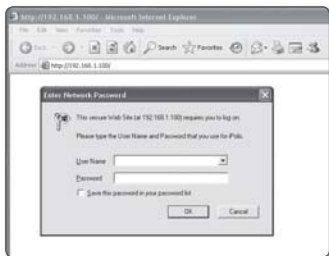 http://192.168.1.100/ - Microsoft Internet Explorer
File Edit View Favorites Tools Help
Back Search Favorites
Address http://192.168.1.100/
Enter Network Password
This secure Web Site (at 192.168.1.100) requires you to log on.
Please type the User Name and Password that you use for iPolis.
User Name
Password
Save this password in your password list
OK Cancel